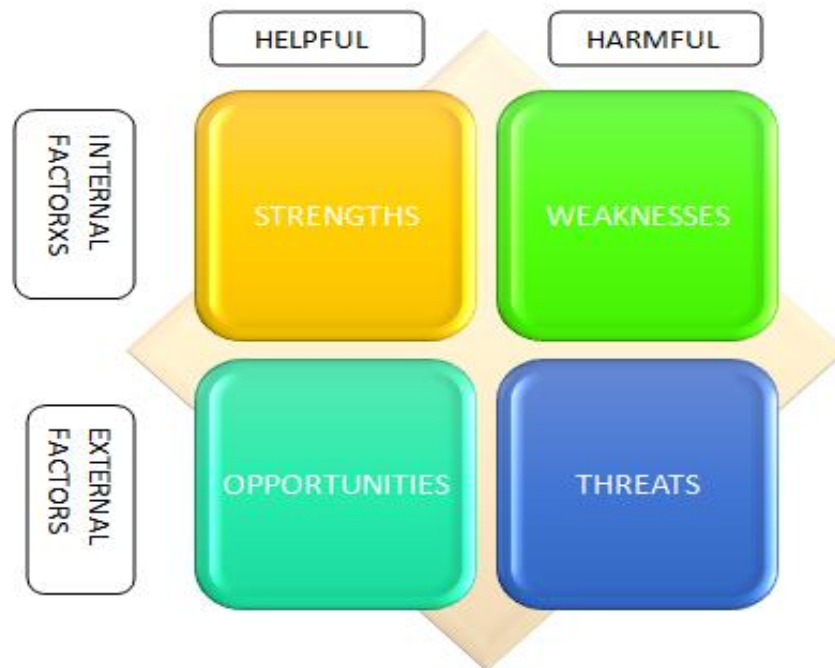 HELPFUL
HARMFUL
INTERNAL
FACTORXS
STRENGTHS
WEAKNESSES
EXTERNAL
FACTORS
OPPORTUNITIES
THREATS